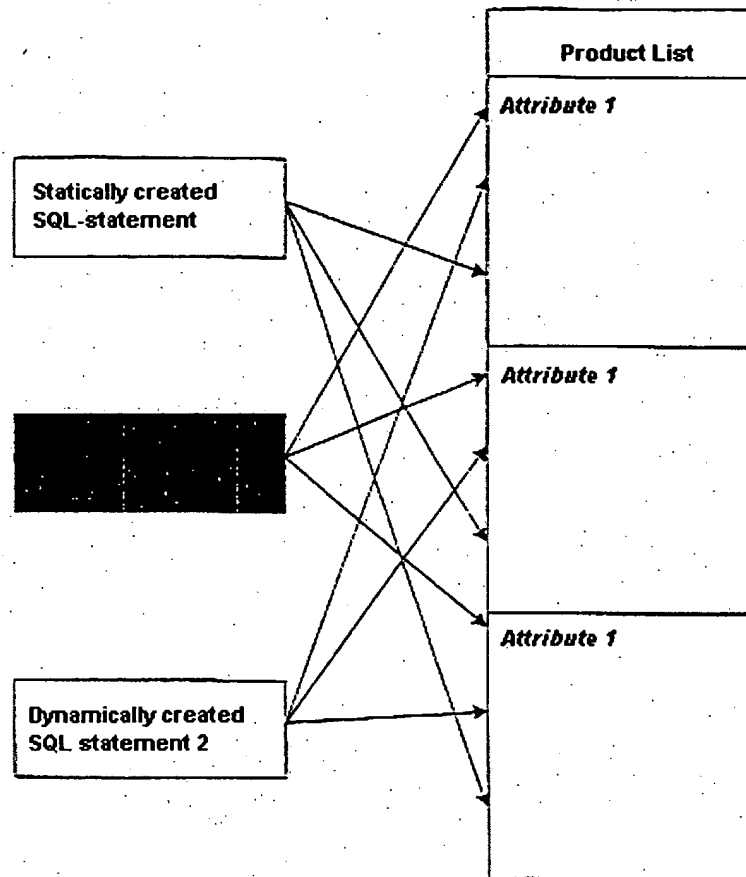 Product List
Attribute 1
Statically created
SQL-statement
Attribute 1
Attribute 1
Dynamically created
SQL statement 2